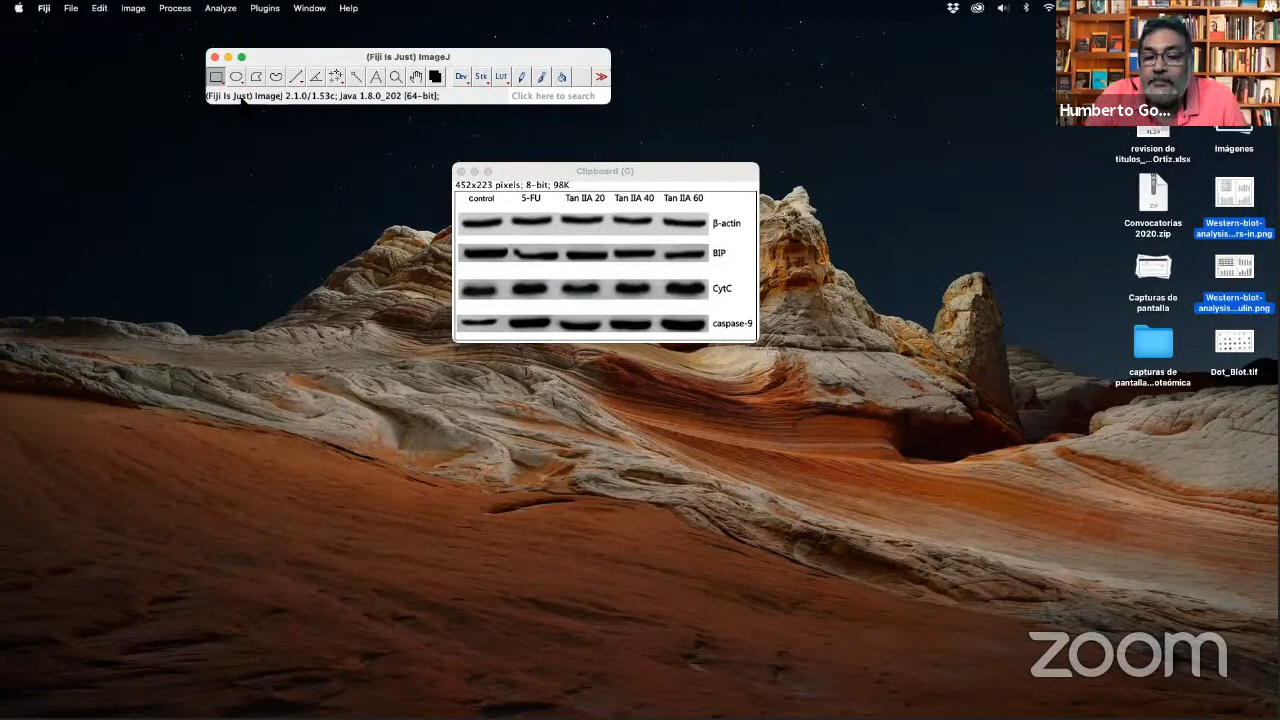 Fiji File Edit Image Process Analyze Plugins Window Help
(Fiji Is Just) ImageJ
Dev Stk LUT
(Fiji Is Just) ImageJ 2.1.0/1.53c; Java 1.8.0_202 [64-bit];
Click here to search
Clipboard (G)
452x223 pixels; 8-bit; 98K
control 5-FU Tan IIA 20 Tan IIA 40 Tan IIA 60
β-actin
BIP
CytC
caspase-9
Humberto Go...
XLSX
revision de
titulos_...Ortiz.xlsx
Imágenes
ZIP
Convocatorias
2020.zip
Western-blot-
analysis...rs-in.png
Capturas de
pantalla
Western-blot-
analysis...ulin.png
capturas de
pantalla...oteómica
Dot_Blot.tif
zoom